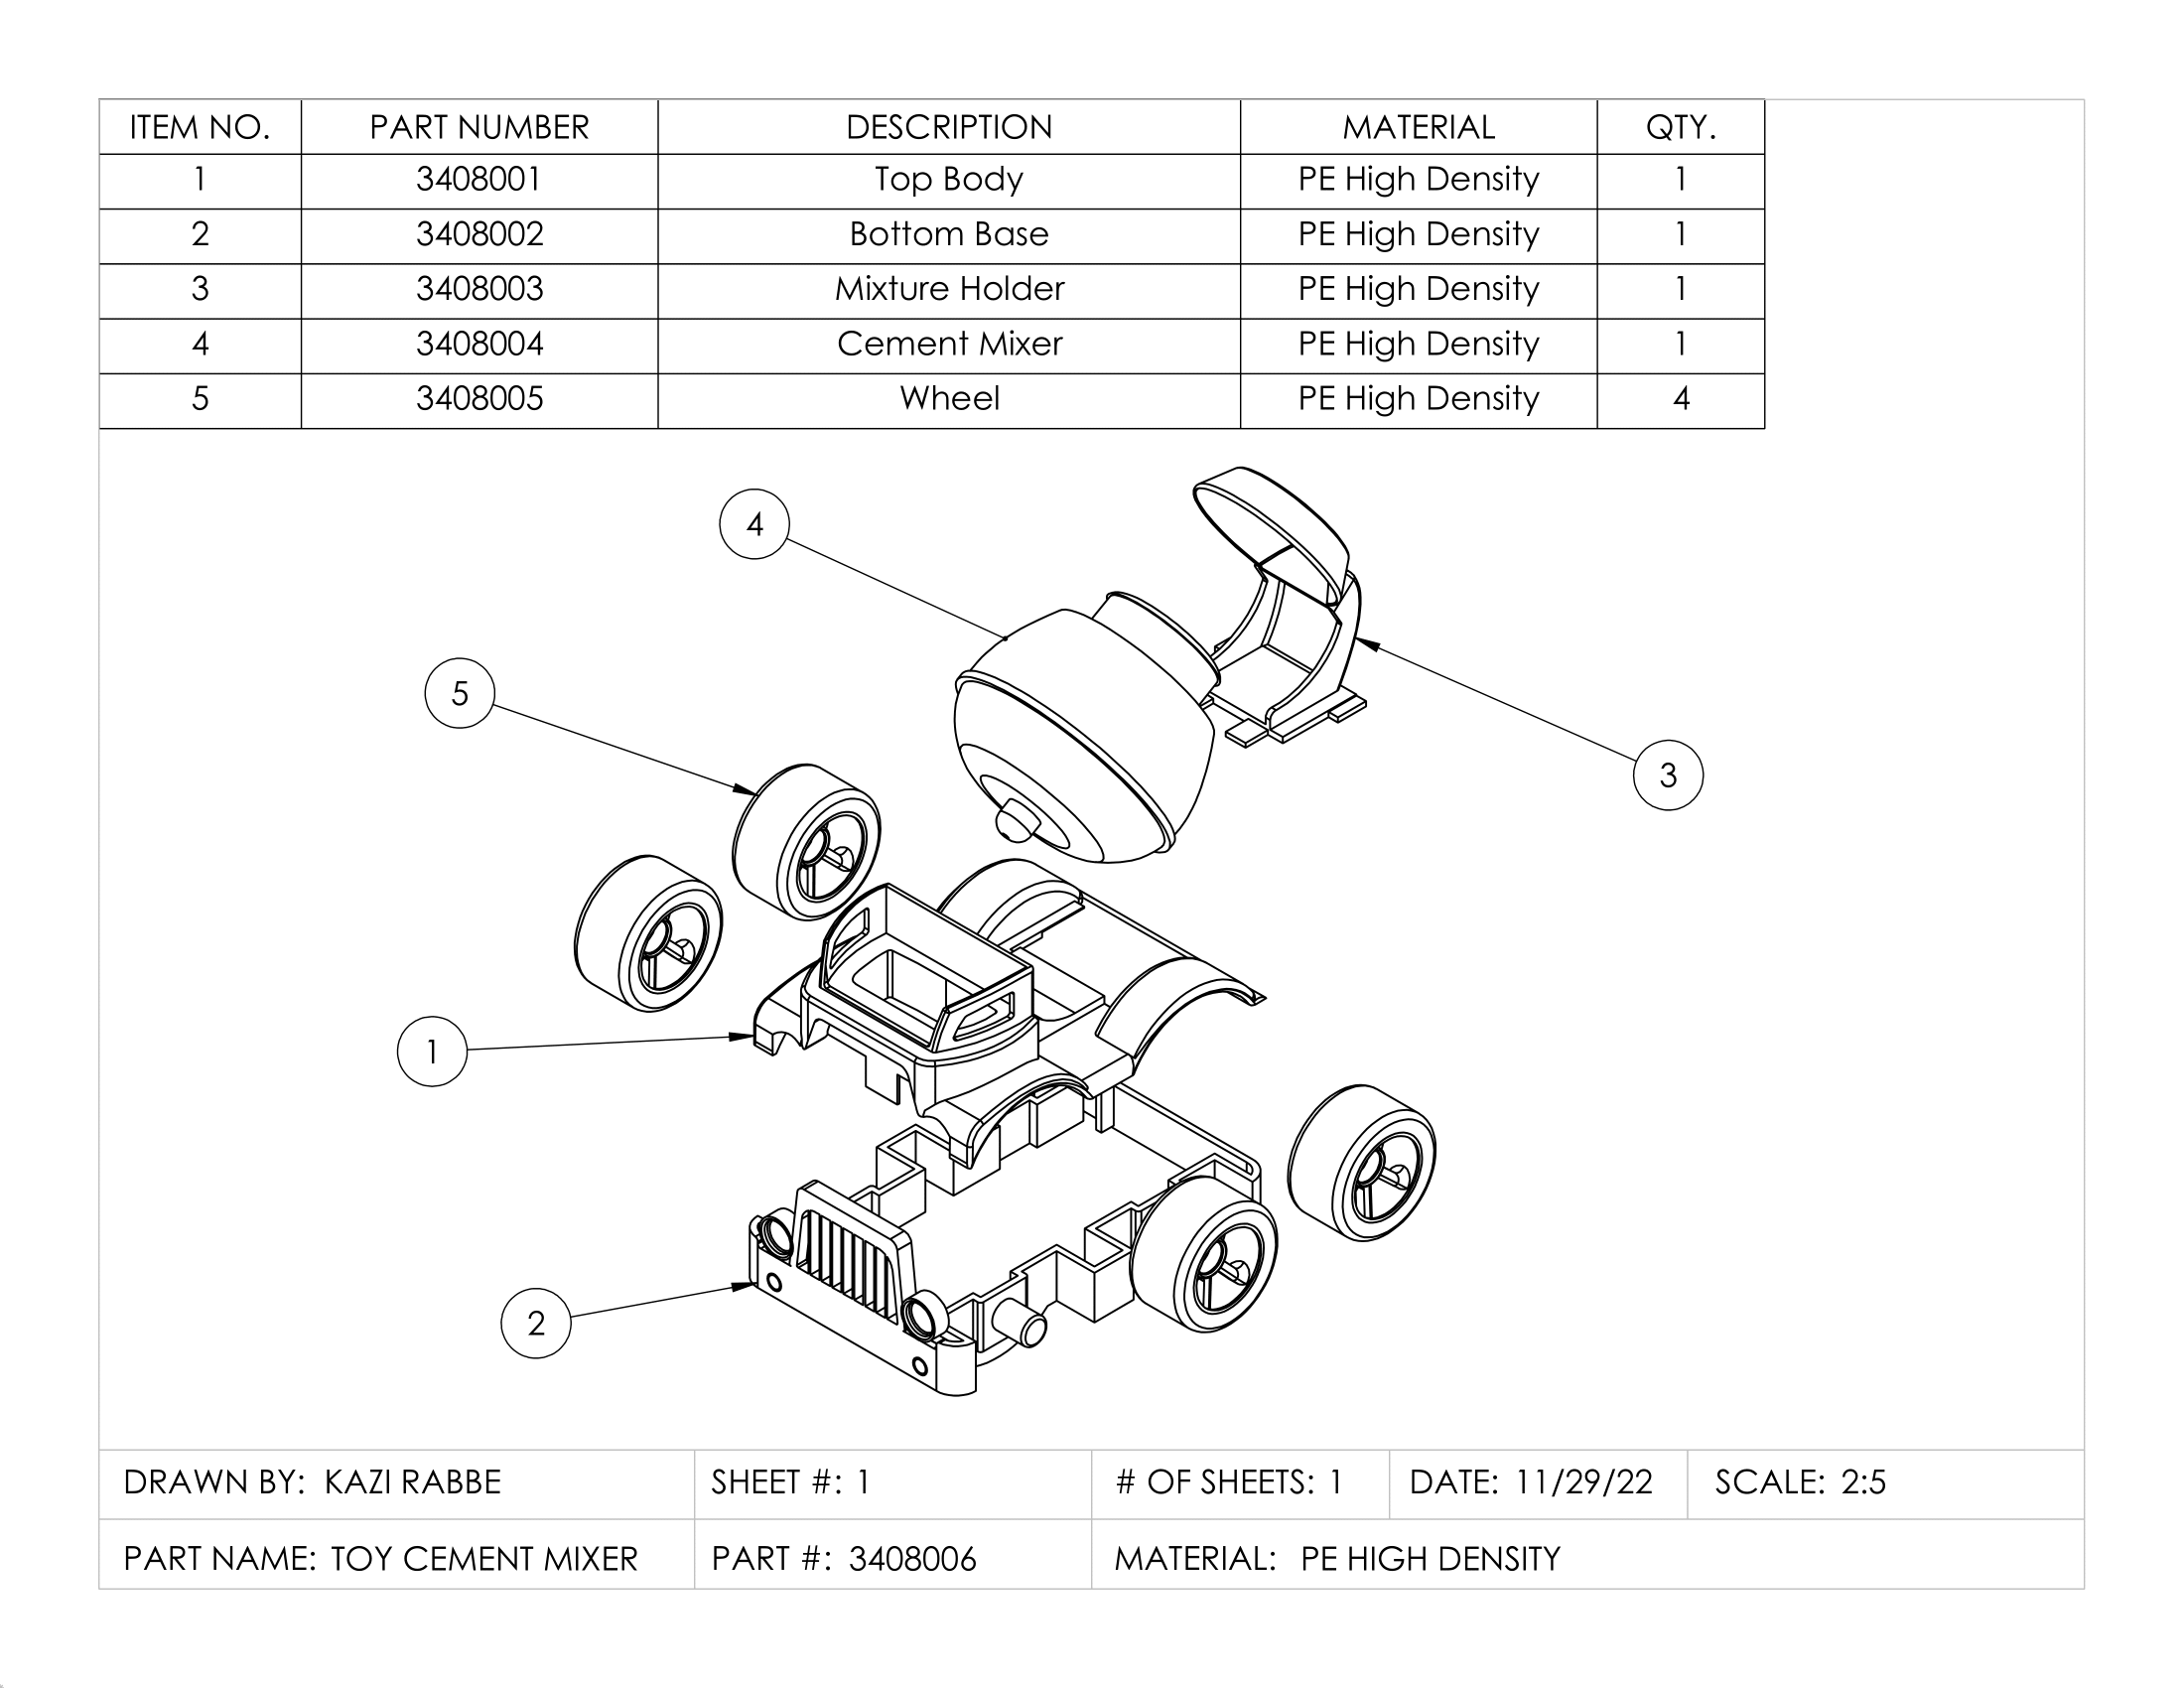 ITEM NO. PART NUMBER DESCRIPTION MATERIAL QTY.
1 3408001 Top Body PE High Density 1
2 3408002 Bottom Base PE High Density 1
3 3408003 Mixture Holder PE High Density 1
4 3408004 Cement Mixer PE High Density 1
5 3408005 Wheel PE High Density 4
4
5
3
1
2
DRAWN BY: KAZI RABBE SHEET #: 1 # OF SHEETS: 1 DATE: 11/29/22 SCALE: 2:5
PART NAME: TOY CEMENT MIXER PART #: 3408006 MATERIAL: PE HIGH DENSITY